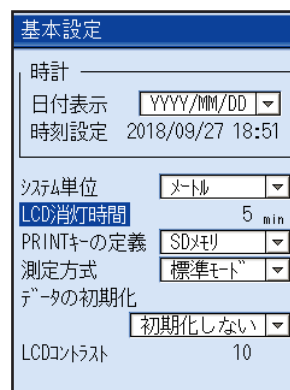 基本設定
時計
日付表示 YYYY/MM/DD
時刻設定 2018/09/27 18:51
ｼｽﾃﾑ単位 ﾒｰﾄﾙ
LCD消灯時間 5 min
PRINTｷｰの定義 SDﾒﾓﾘ
測定方式 標準ﾓｰﾄﾞ
ﾃﾞｰﾀの初期化
初期化しない
LCDｺﾝﾄﾗｽﾄ 10